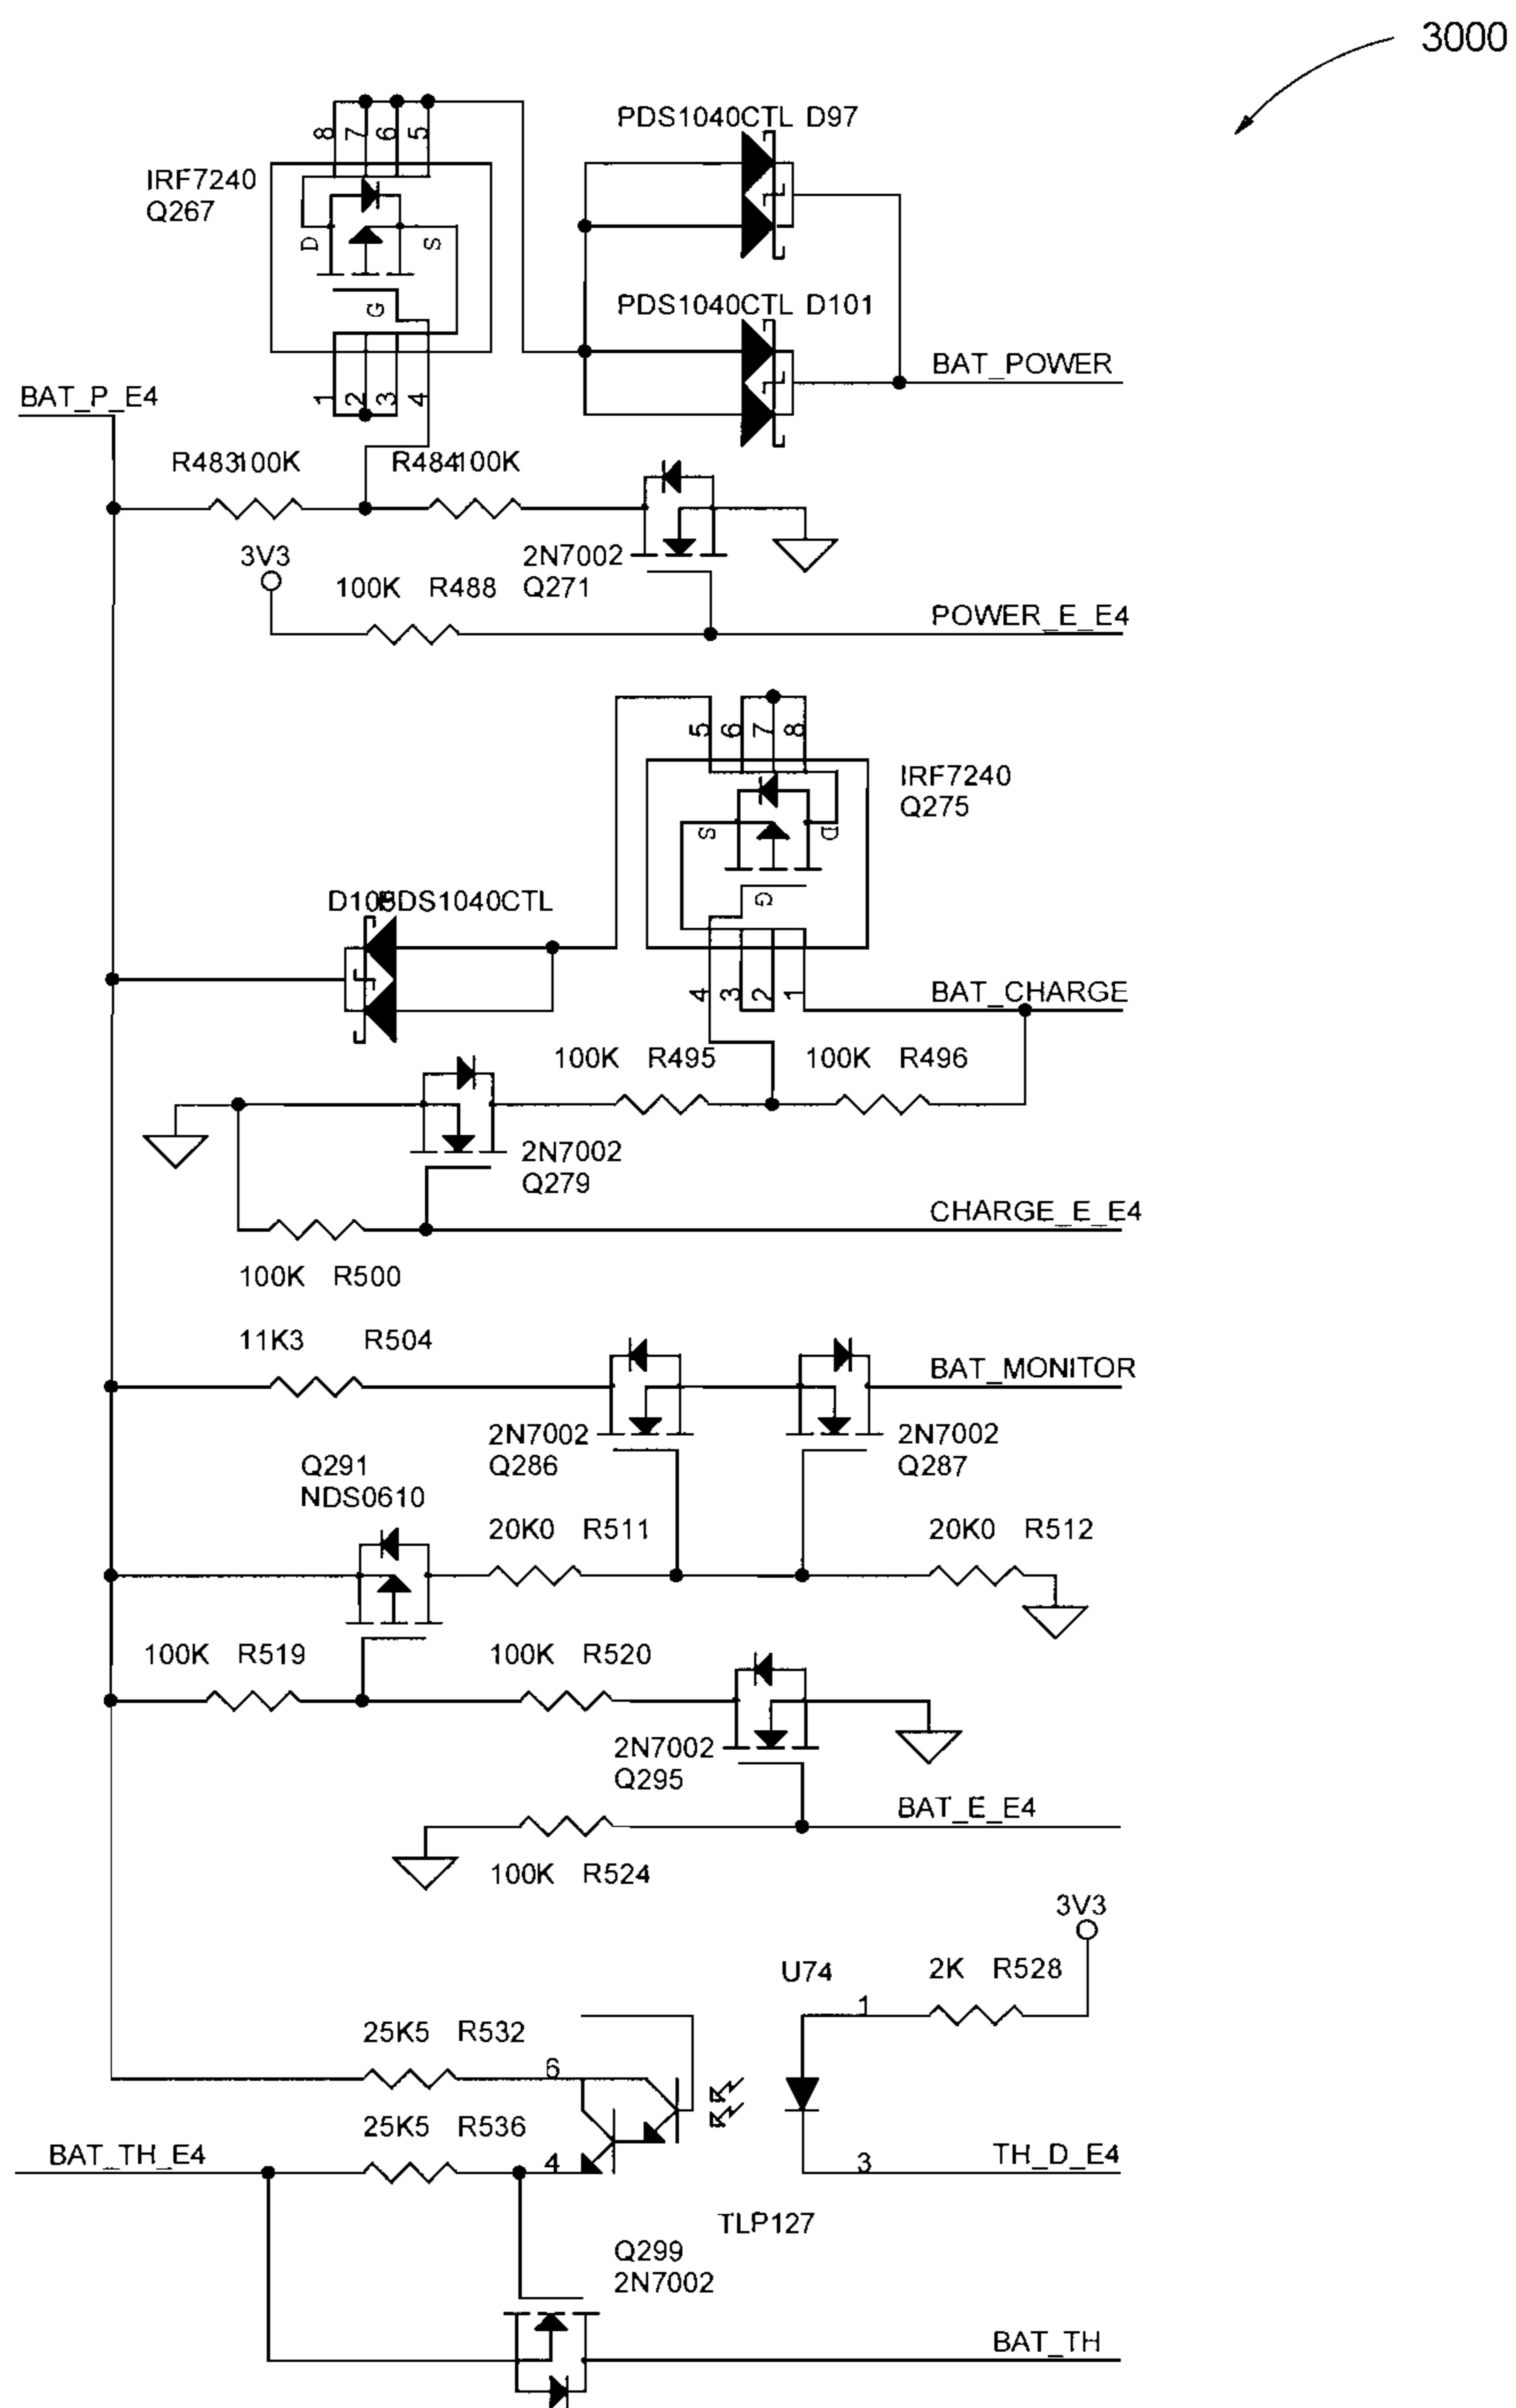 3000
PDS1040CTL D97
8 7 6 5
IRF7240
Q267
D S
G
PDS1040CTL D101
BAT_POWER
BAT_P_E4
1 2 3 4
R483 100K R484 100K
3V3
2N7002
100K R488 Q271
POWER_E_E4
5 6 7 8
IRF7240
Q275
S D
G
PDS1040CTL
4 3 2 1
BAT_CHARGE
100K R495 100K R496
2N7002
Q279
CHARGE_E_E4
100K R500
11K3 R504
BAT_MONITOR
2N7002 2N7002
Q286 Q287
Q291
NDS0610
20K0 R511 20K0 R512
100K R519 100K R520
2N7002
Q295
BAT_E_E4
100K R524
3V3
U74 2K R528
1
25K5 R532
6
25K5 R536
BAT_TH_E4 4 3 TH_D_E4
TLP127
Q299
2N7002
BAT_TH